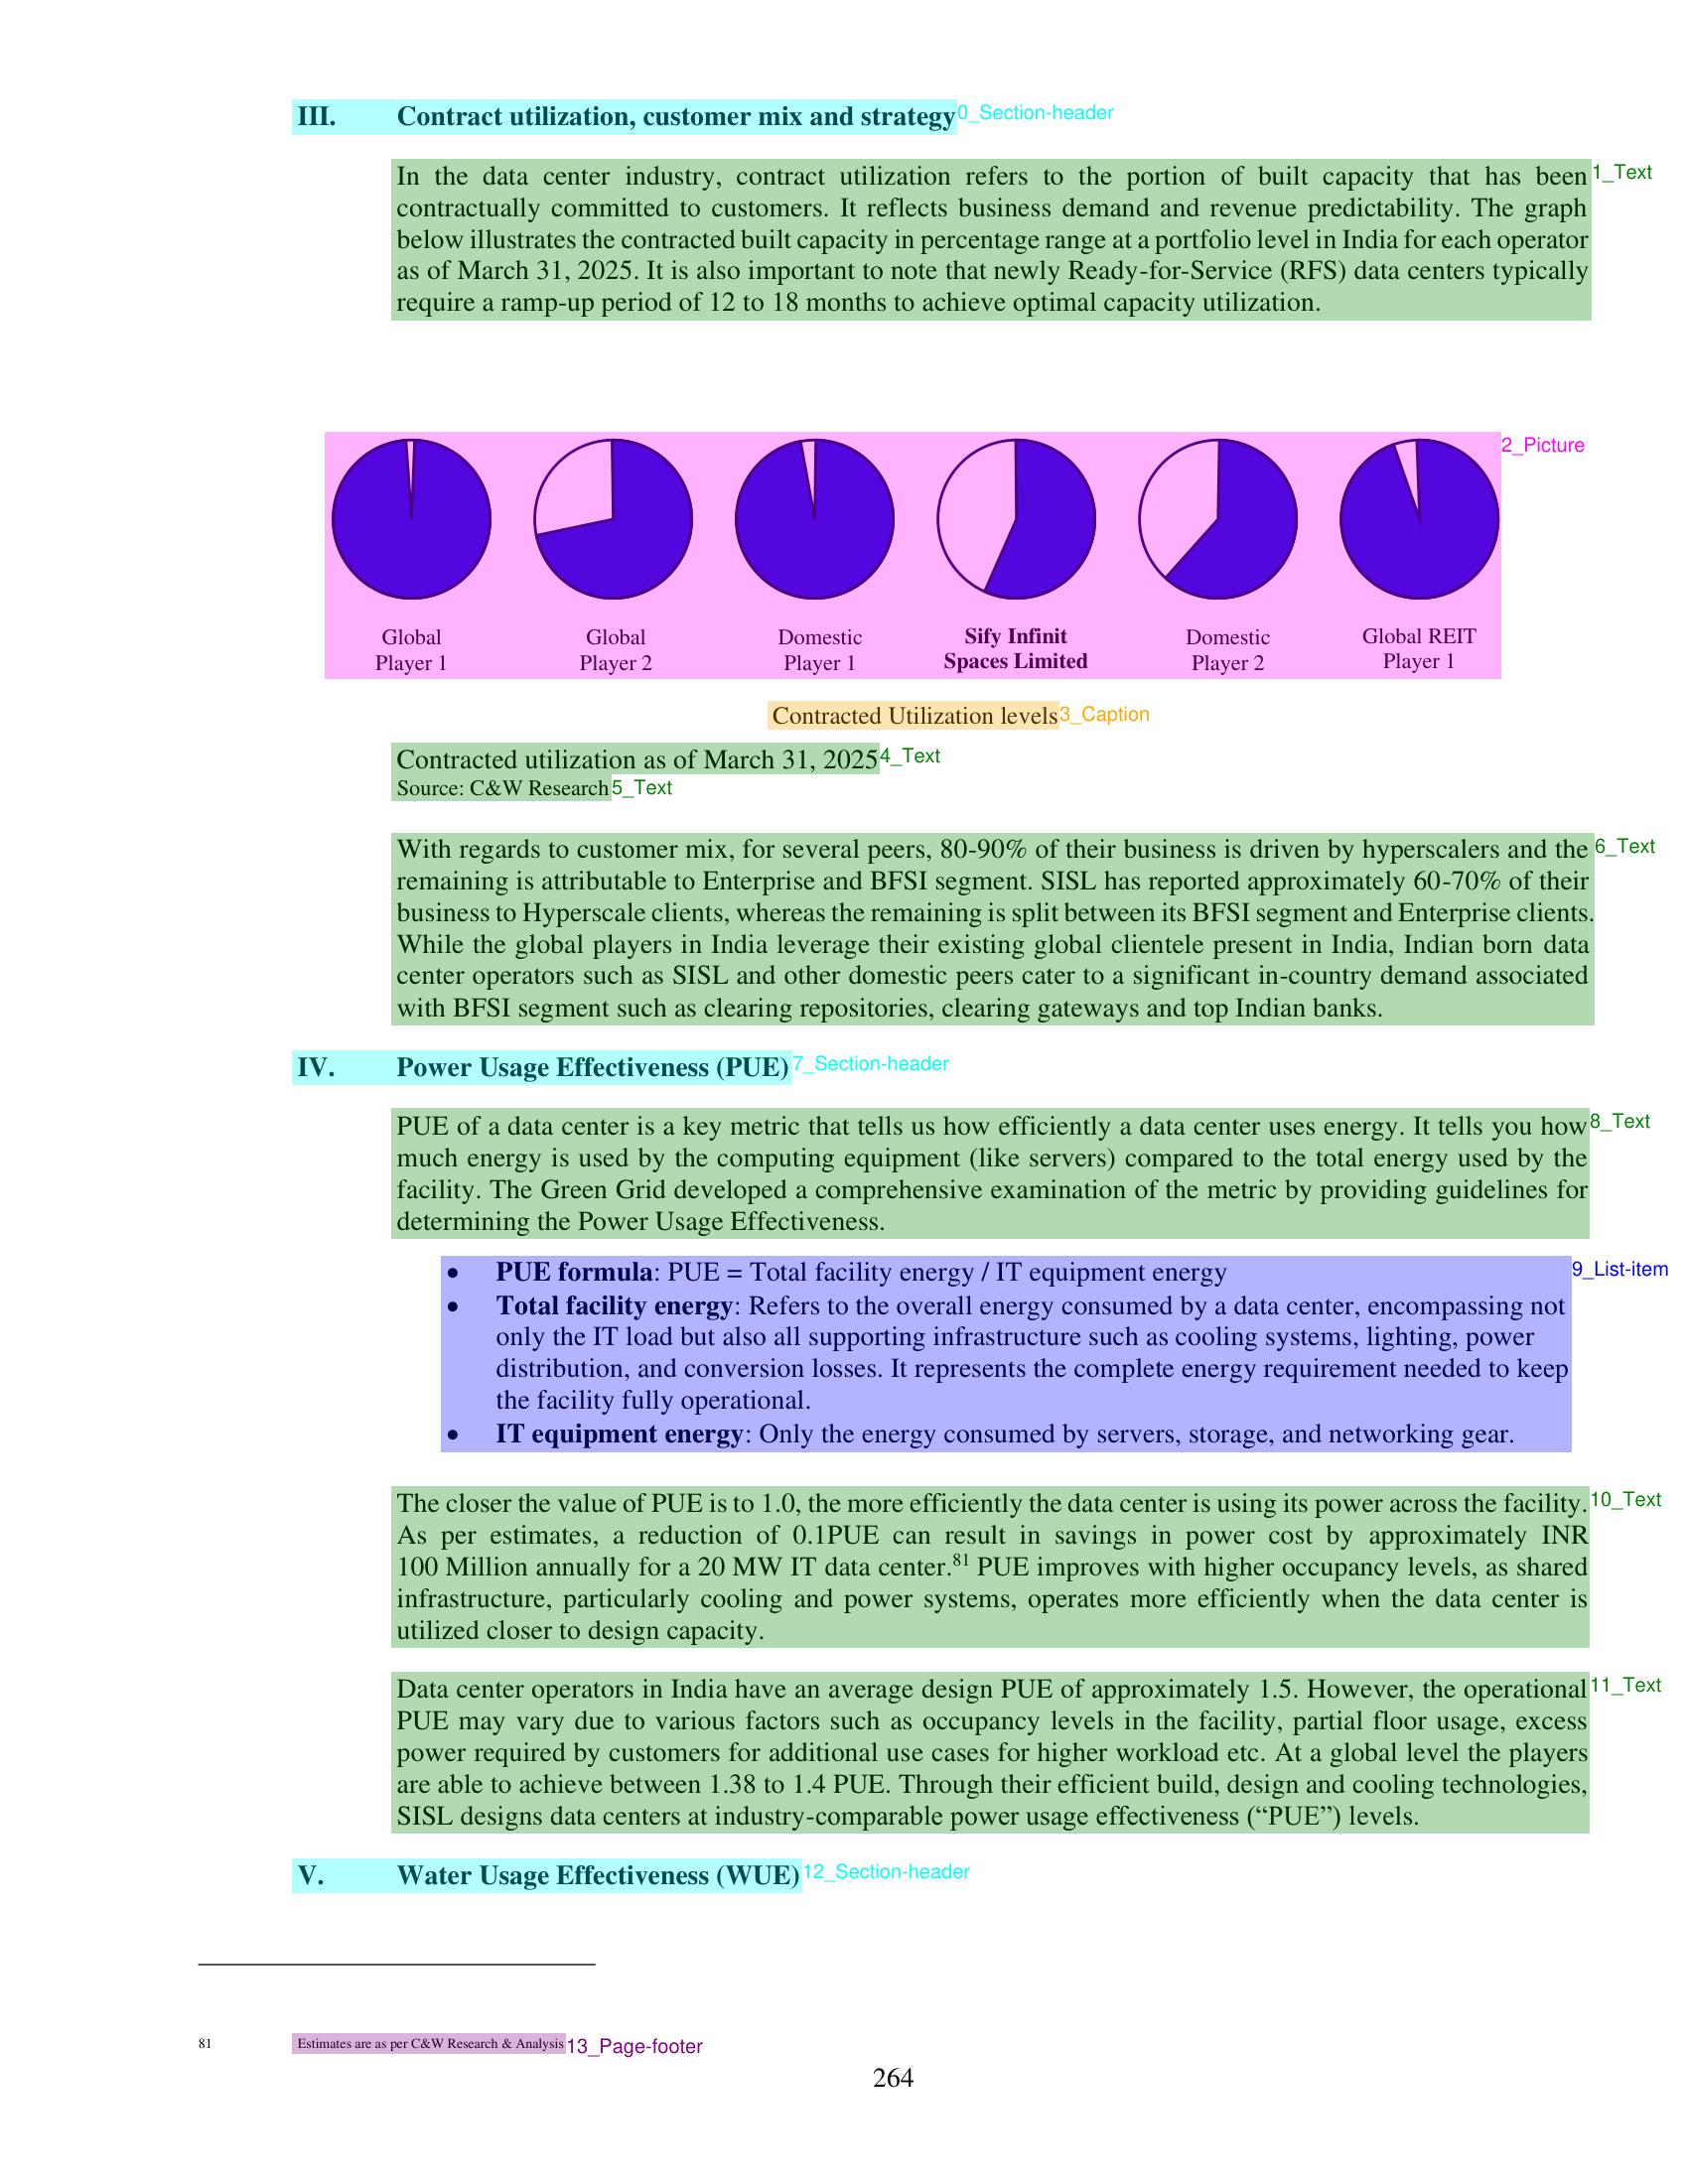 III. Contract utilization, customer mix and strategy 0_Section-header
In the data center industry, contract utilization refers to the portion of built capacity that has been 1_Text
contractually committed to customers. It reflects business demand and revenue predictability. The graph
below illustrates the contracted built capacity in percentage range at a portfolio level in India for each operator
as of March 31, 2025. It is also important to note that newly Ready-for-Service (RFS) data centers typically
require a ramp-up period of 12 to 18 months to achieve optimal capacity utilization.
2_Picture
Global Player 1
Global Player 2
Domestic Player 1
Sify Infinit Spaces Limited
Domestic Player 2
Global REIT Player 1
Contracted Utilization levels 3_Caption
Contracted utilization as of March 31, 2025 4_Text
Source: C&W Research 5_Text
With regards to customer mix, for several peers, 80-90% of their business is driven by hyperscalers and the 6_Text
remaining is attributable to Enterprise and BFSI segment. SISL has reported approximately 60-70% of their
business to Hyperscale clients, whereas the remaining is split between its BFSI segment and Enterprise clients.
While the global players in India leverage their existing global clientele present in India, Indian born data
center operators such as SISL and other domestic peers cater to a significant in-country demand associated
with BFSI segment such as clearing repositories, clearing gateways and top Indian banks.
IV. Power Usage Effectiveness (PUE) 7_Section-header
PUE of a data center is a key metric that tells us how efficiently a data center uses energy. It tells you how 8_Text
much energy is used by the computing equipment (like servers) compared to the total energy used by the
facility. The Green Grid developed a comprehensive examination of the metric by providing guidelines for
determining the Power Usage Effectiveness.
• PUE formula: PUE = Total facility energy / IT equipment energy 9_List-item
• Total facility energy: Refers to the overall energy consumed by a data center, encompassing not
only the IT load but also all supporting infrastructure such as cooling systems, lighting, power
distribution, and conversion losses. It represents the complete energy requirement needed to keep
the facility fully operational.
• IT equipment energy: Only the energy consumed by servers, storage, and networking gear.
The closer the value of PUE is to 1.0, the more efficiently the data center is using its power across the facility. 10_Text
As per estimates, a reduction of 0.1PUE can result in savings in power cost by approximately INR
100 Million annually for a 20 MW IT data center.81 PUE improves with higher occupancy levels, as shared
infrastructure, particularly cooling and power systems, operates more efficiently when the data center is
utilized closer to design capacity.
Data center operators in India have an average design PUE of approximately 1.5. However, the operational 11_Text
PUE may vary due to various factors such as occupancy levels in the facility, partial floor usage, excess
power required by customers for additional use cases for higher workload etc. At a global level the players
are able to achieve between 1.38 to 1.4 PUE. Through their efficient build, design and cooling technologies,
SISL designs data centers at industry-comparable power usage effectiveness (“PUE”) levels.
V. Water Usage Effectiveness (WUE) 12_Section-header
81 Estimates are as per C&W Research & Analysis 13_Page-footer
264